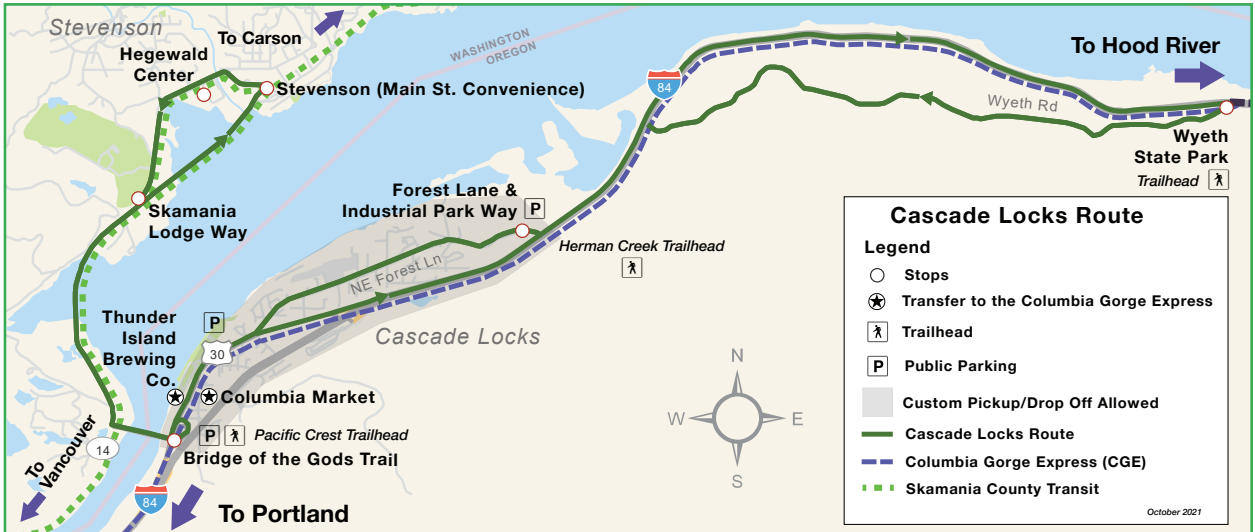 Stevenson
To Carson
Hegewald
Center
Stevenson (Main St. Convenience)
WASHINGTON
OREGON
84
To Hood River
Wyeth Rd
Wyeth
State Park
Trailhead
Skamania
Lodge Way
Forest Lane &
Industrial Park Way
P
Herman Creek Trailhead
NE Forest Ln
Cascade Locks
Thunder
Island
Brewing
Co.
P
30
Columbia Market
P
Pacific Crest Trailhead
Bridge of the Gods Trail
14
To
Vancouver
84
To Portland
N
W
E
S
Cascade Locks Route
Legend
Stops
Transfer to the Columbia Gorge Express
Trailhead
P
Public Parking
Custom Pickup/Drop Off Allowed
Cascade Locks Route
Columbia Gorge Express (CGE)
Skamania County Transit
October 2021